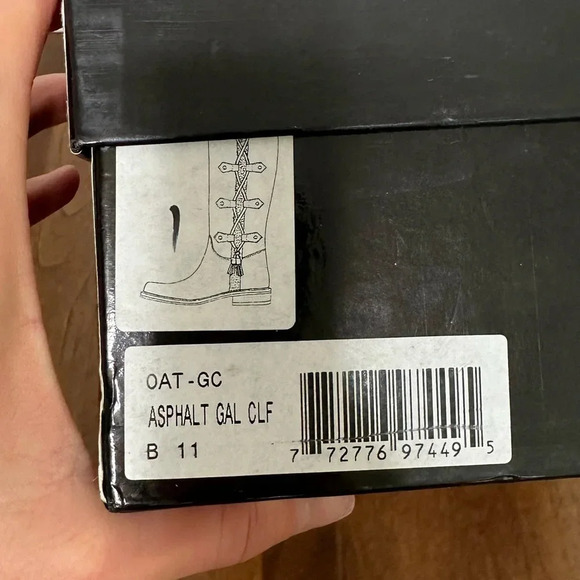 OAT-GC
ASPHALT GAL CLF
B 11
7 72776 97449 5